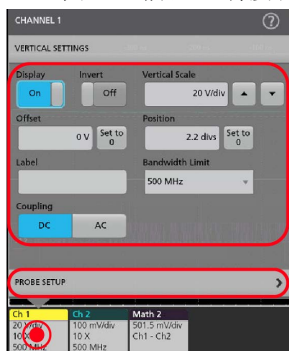 CHANNEL 1
VERTICAL SETTINGS
Display Invert Vertical Scale
On Off 20 V/div
Offset Position
0 V Set to 0 2.2 divs Set to 0
Label Bandwidth Limit
500 MHz
Coupling
DC AC
PROBE SETUP
Ch 1 Ch 2 Math 2
20 V/div 100 mV/div 501.5 mV/div
10 X 10 X Ch1 - Ch2
500 MHz 500 MHz